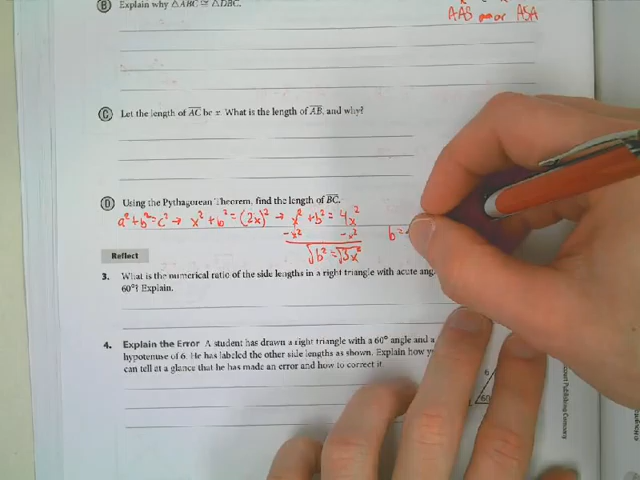 B Explain why △ABC ≅ △DBC.
AAS or ASA
C Let the length of AC be x. What is the length of AB, and why?
D Using the Pythagorean Theorem, find the length of BC.
a² + b² = c² → x² + b² = (2x)² → x² + b² = 4x²
-x² -x²
√b² = √3x²
b =
Reflect
3. What is the numerical ratio of the side lengths in a right triangle with acute ang
60°? Explain.
4. Explain the Error A student has drawn a right triangle with a 60° angle and a
hypotenuse of 6. He has labeled the other side lengths as shown. Explain how y
can tell at a glance that he has made an error and how to correct it.
6
60
court Publishing Company